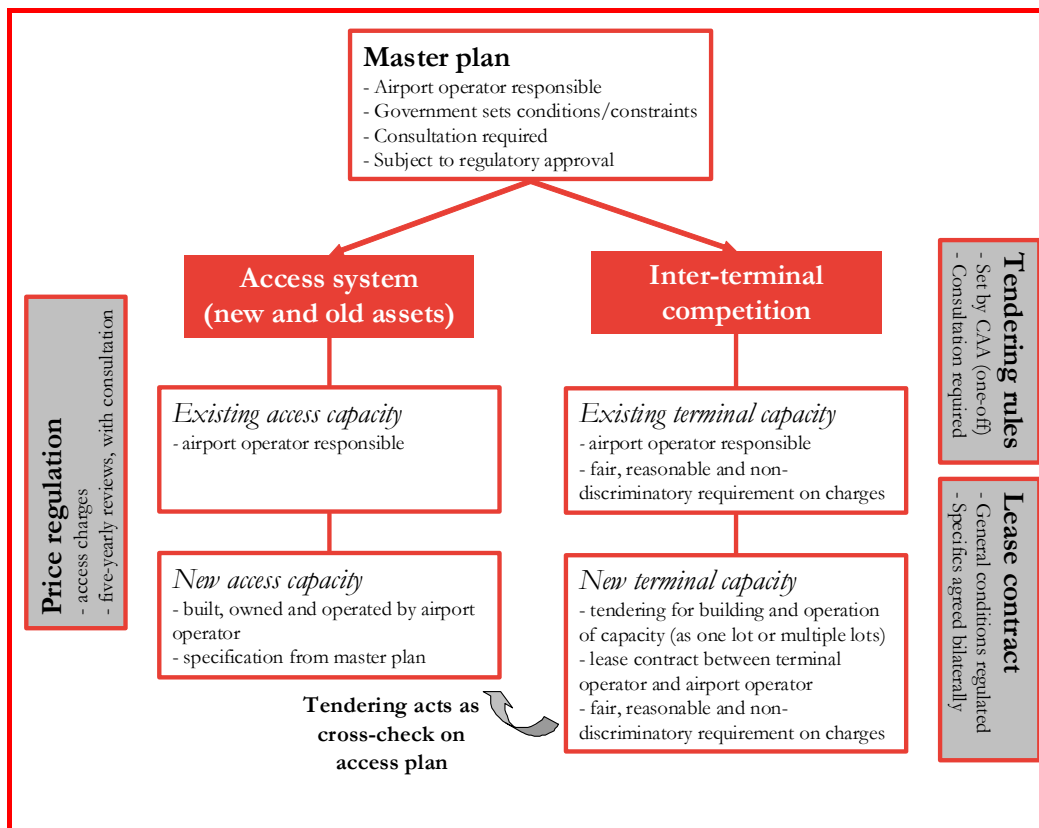 Master plan
- Airport operator responsible
- Government sets conditions/constraints
- Consultation required
- Subject to regulatory approval
Access system
(new and old assets)
Inter-terminal
competition
Price regulation
- access charges
- five-yearly reviews, with consultation
Existing access capacity
- airport operator responsible
Existing terminal capacity
- airport operator responsible
- fair, reasonable and non-
discriminatory requirement on charges
Tendering rules
- Set by CAA (one-off)
- Consultation required
New access capacity
- built, owned and operated by airport
operator
- specification from master plan
New terminal capacity
- tendering for building and operation
of capacity (as one lot or multiple lots)
- lease contract between terminal
operator and airport operator
- fair, reasonable and non-
discriminatory requirement on charges
Lease contract
- General conditions regulated
- Specifics agreed bilaterally
Tendering acts as
cross-check on
access plan